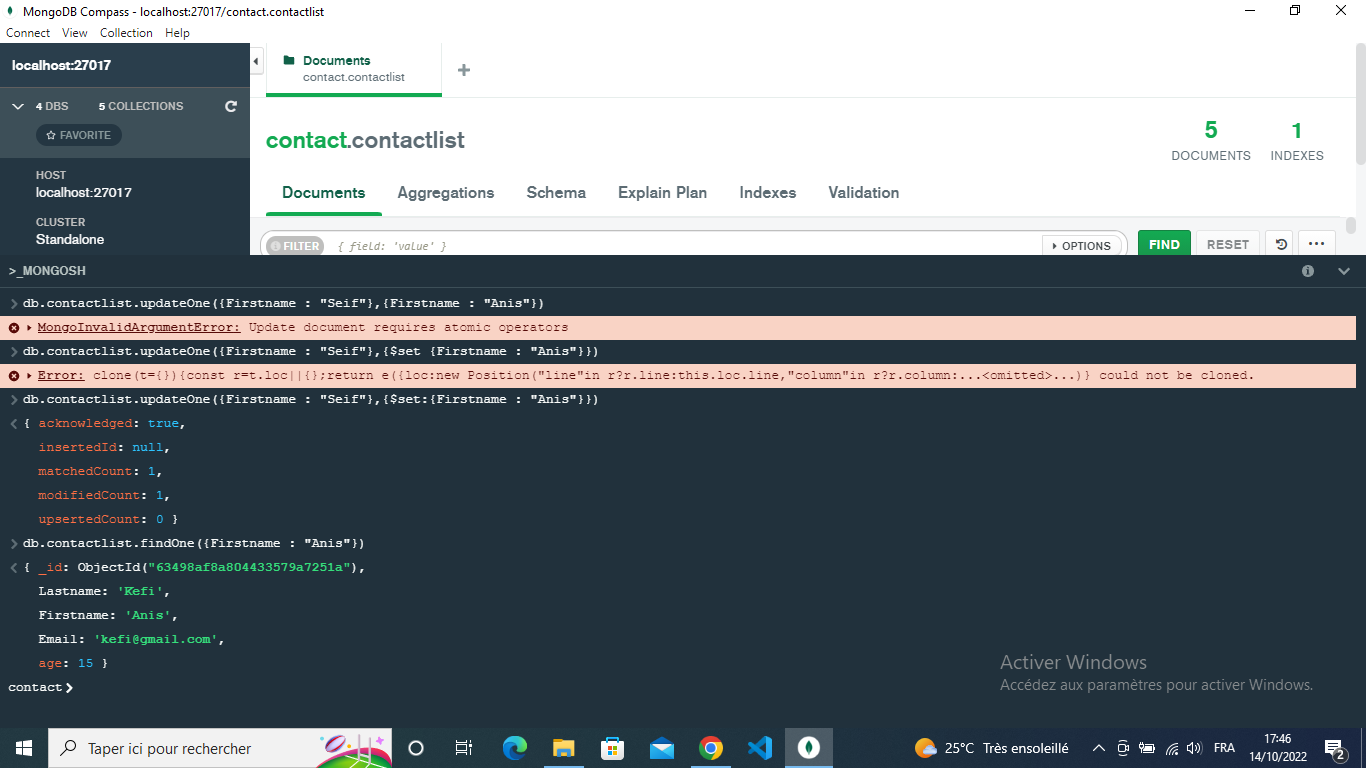 MongoDB Compass - localhost:27017/contact.contactlist
Connect View Collection Help
localhost:27017
4 DBS 5 COLLECTIONS
FAVORITE
HOST
localhost:27017
CLUSTER
Standalone
Documents
contact.contactlist
contact.contactlist
5
DOCUMENTS
1
INDEXES
Documents Aggregations Schema Explain Plan Indexes Validation
FILTER { field: 'value' } OPTIONS FIND RESET ...
>_MONGOSH
db.contactlist.updateOne({Firstname : "Seif"},{Firstname : "Anis"})
MongoInvalidArgumentError: Update document requires atomic operators
db.contactlist.updateOne({Firstname : "Seif"},{$set {Firstname : "Anis"}})
Error: clone(t={}){const r=t.loc||{};return e({loc:new Position("line"in r?r.line:this.loc.line,"column"in r?r.column:...<omitted>...)} could not be cloned.
db.contactlist.updateOne({Firstname : "Seif"},{$set:{Firstname : "Anis"}})
{ acknowledged: true,
insertedId: null,
matchedCount: 1,
modifiedCount: 1,
upsertedCount: 0 }
db.contactlist.findOne({Firstname : "Anis"})
{ _id: ObjectId("63498af8a804433579a7251a"),
Lastname: 'Kefi',
Firstname: 'Anis',
Email: 'kefi@gmail.com',
age: 15 }
contact
Activer Windows
Accédez aux paramètres pour activer Windows.
Taper ici pour rechercher
25°C Très ensoleillé
FRA
17:46
14/10/2022
2